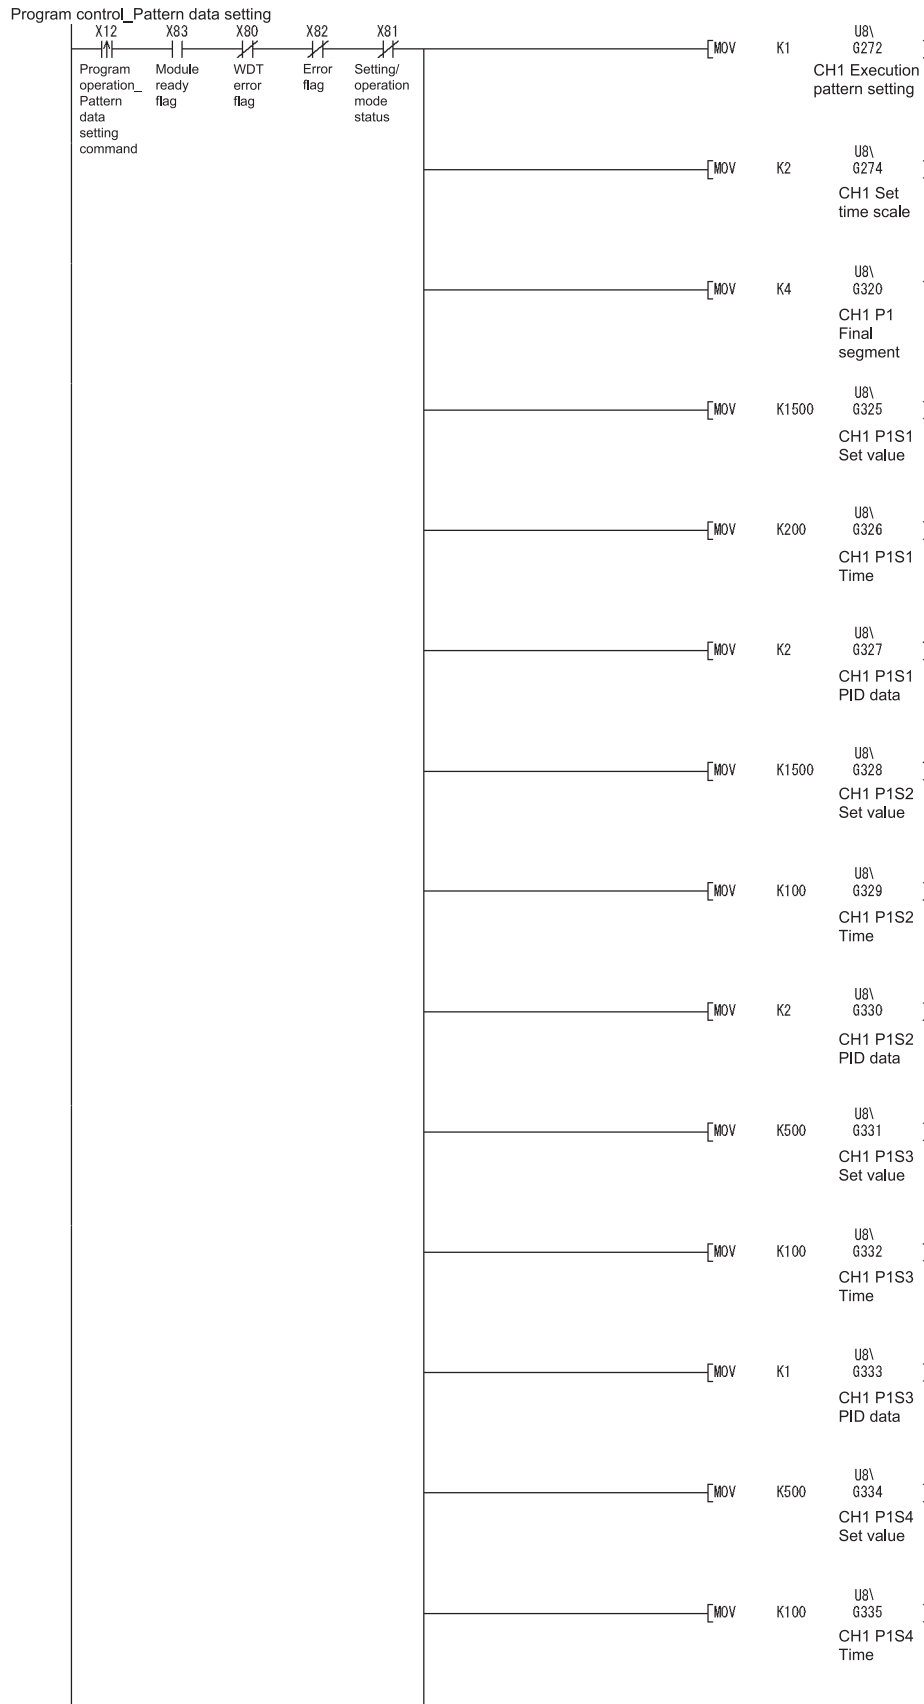 Program control_Pattern data setting
X12 X83 X80 X82 X81
Program operation_ Pattern data setting command
Module ready flag
WDT error flag
Error flag
Setting/ operation mode status
MOV K1 U8\ G272
CH1 Execution
pattern setting
MOV K2 U8\ G274
CH1 Set
time scale
MOV K4 U8\ G320
CH1 P1
Final
segment
MOV K1500 U8\ G325
CH1 P1S1
Set value
MOV K200 U8\ G326
CH1 P1S1
Time
MOV K2 U8\ G327
CH1 P1S1
PID data
MOV K1500 U8\ G328
CH1 P1S2
Set value
MOV K100 U8\ G329
CH1 P1S2
Time
MOV K2 U8\ G330
CH1 P1S2
PID data
MOV K500 U8\ G331
CH1 P1S3
Set value
MOV K100 U8\ G332
CH1 P1S3
Time
MOV K1 U8\ G333
CH1 P1S3
PID data
MOV K500 U8\ G334
CH1 P1S4
Set value
MOV K100 U8\ G335
CH1 P1S4
Time